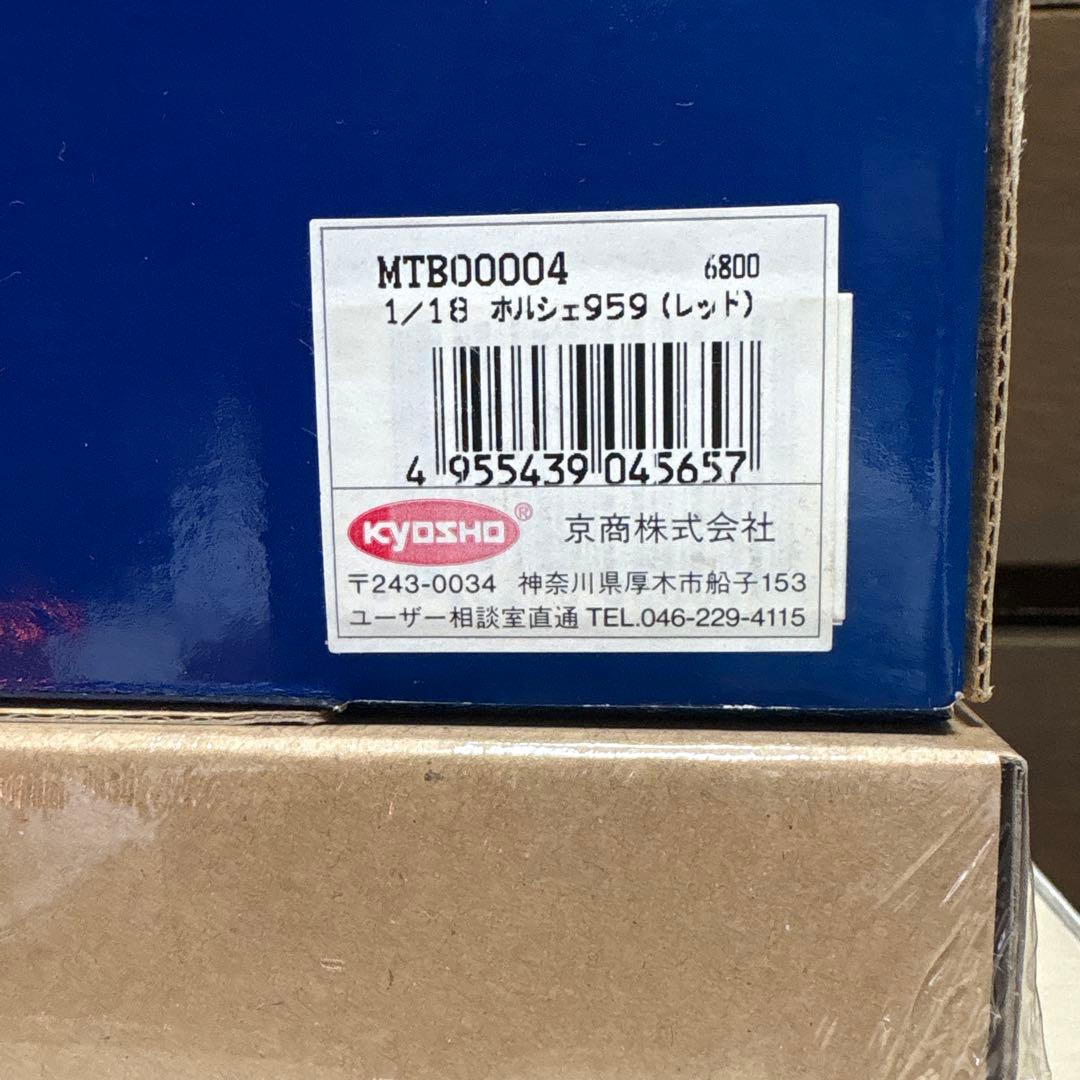 MTB00004 6800
1/18 ポルシェ959(レッド)
4 955439 045657
KYOSHO® 京商株式会社
〒243-0034 神奈川県厚木市船子153
ユーザー相談室直通 TEL.046-229-4115